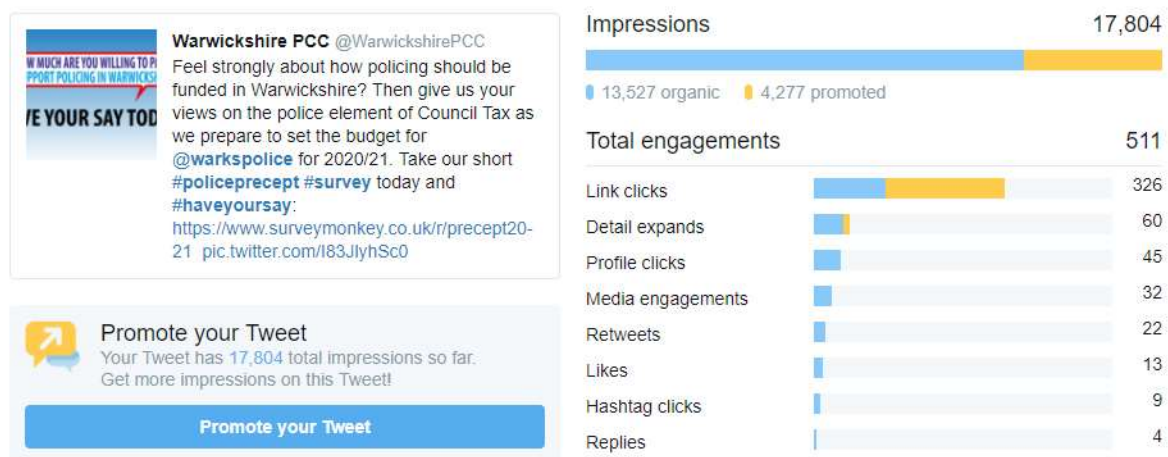 W MUCH ARE YOU WILLING TO
PPORT POLICING IN
E YOUR SAY
Warwickshire PCC @WarwickshirePCC
Feel strongly about how policing should be
funded in Warwickshire? Then give us your
views on the police element of Council Tax as
we prepare to set the budget for
@warkspolice for 2020/21. Take our short
#policeprecept #survey today and
#haveyoursay:
https://www.surveymonkey.co.uk/r/precept20-
21 pic.twitter.com/I83JIyhSc0
Promote your Tweet
Your Tweet has 17,804 total impressions so far.
Get more impressions on this Tweet!
Promote your Tweet
Impressions 17,804
13,527 organic 4,277 promoted
Total engagements 511
Link clicks 326
Detail expands 60
Profile clicks 45
Media engagements 32
Retweets 22
Likes 13
Hashtag clicks 9
Replies 4